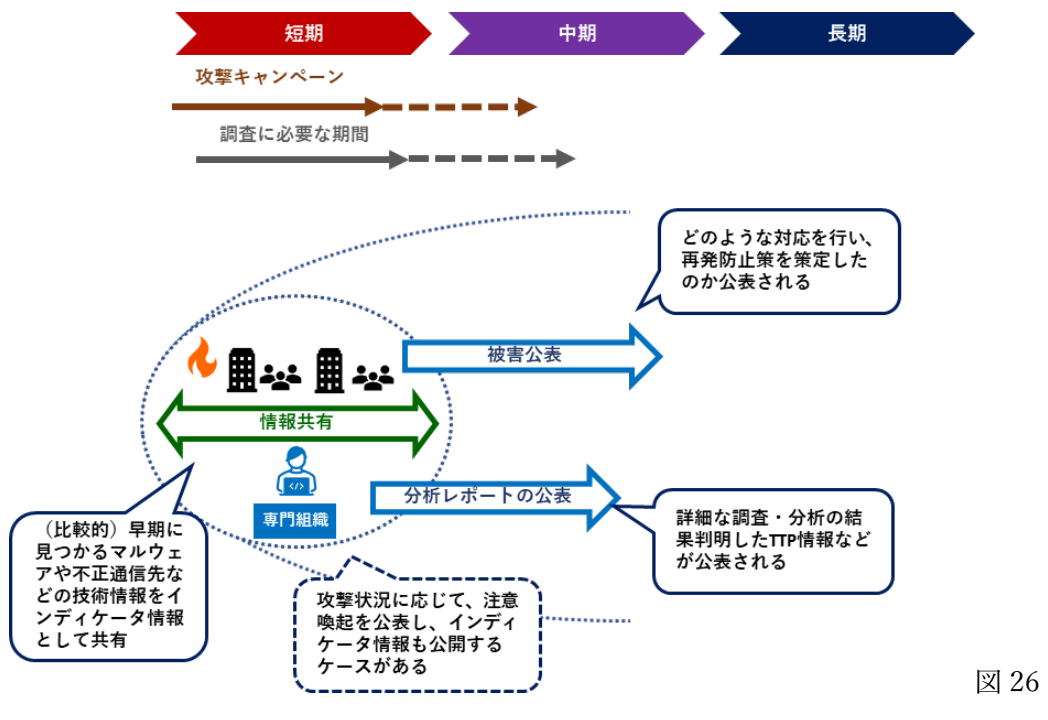 短期
中期
長期
攻撃キャンペーン
調査に必要な期間
どのような対応を行い、
再発防止策を策定した
のか公表される
被害公表
情報共有
分析レポートの公表
専門組織
（比較的）早期に
見つかるマルウェ
アや不正通信先な
どの技術情報をイ
ンディケータ情報
として共有
詳細な調査・分析の結
果判明したTTP情報など
が公表される
攻撃状況に応じて、注意
喚起を公表し、インディ
ケータ情報も公開する
ケースがある
図 26